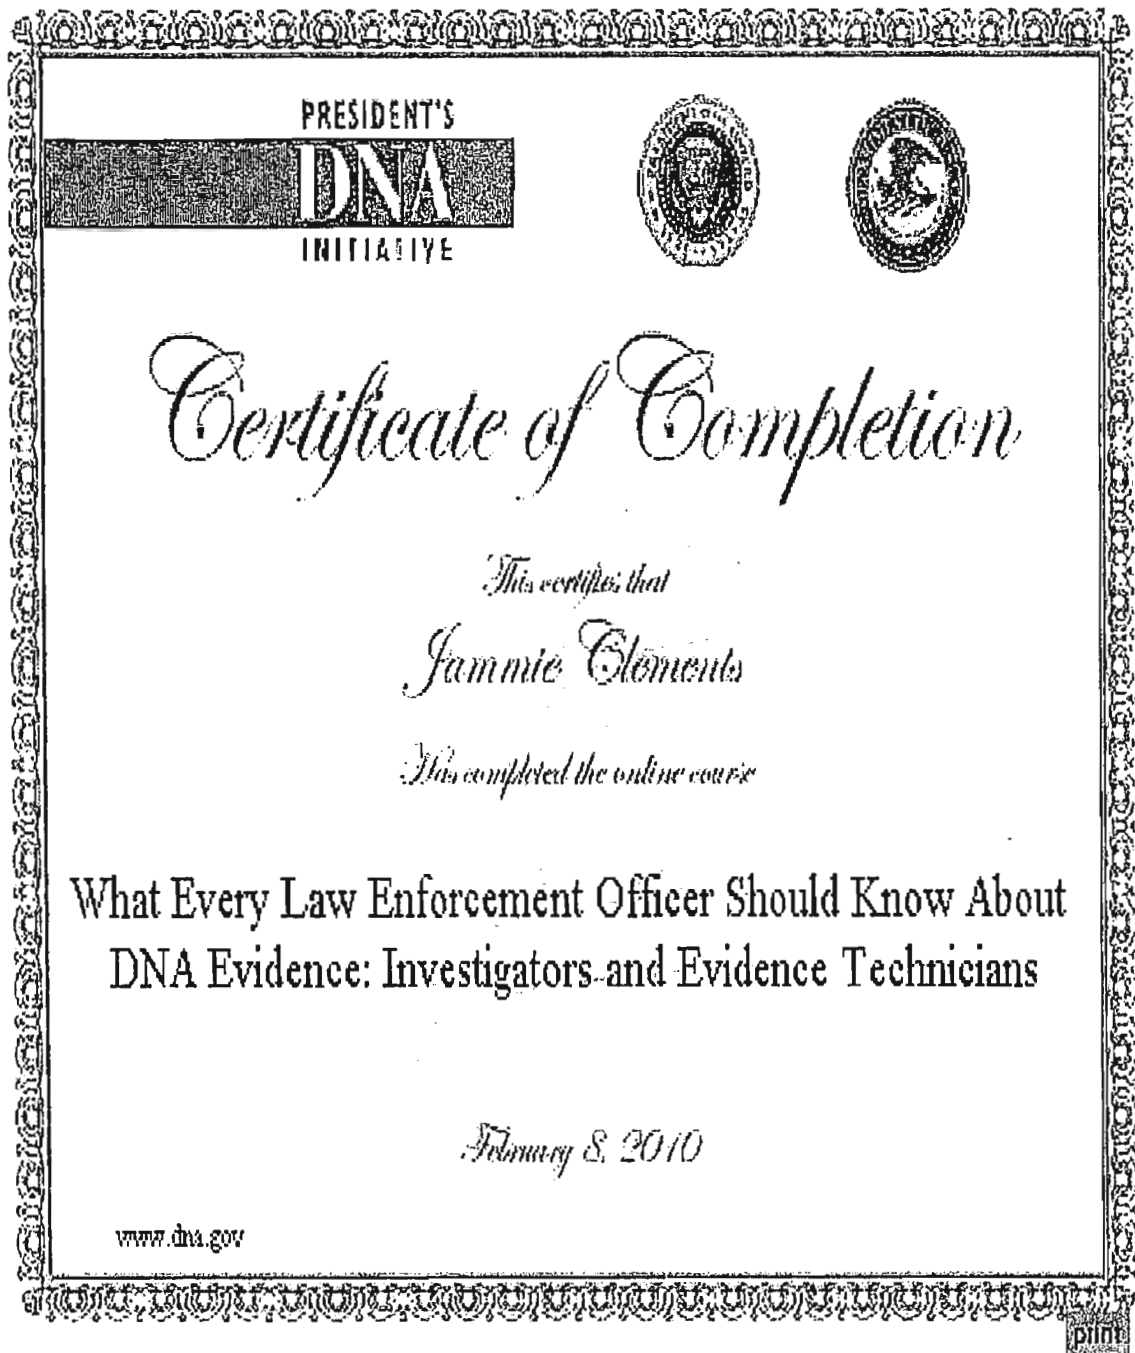 PRESIDENT'S
DNA
INITIATIVE
Certificate of Completion
This certifies that
Jammie Clements
Has completed the online course
What Every Law Enforcement Officer Should Know About
DNA Evidence: Investigators and Evidence Technicians
February 8, 2010
www.dna.gov
print